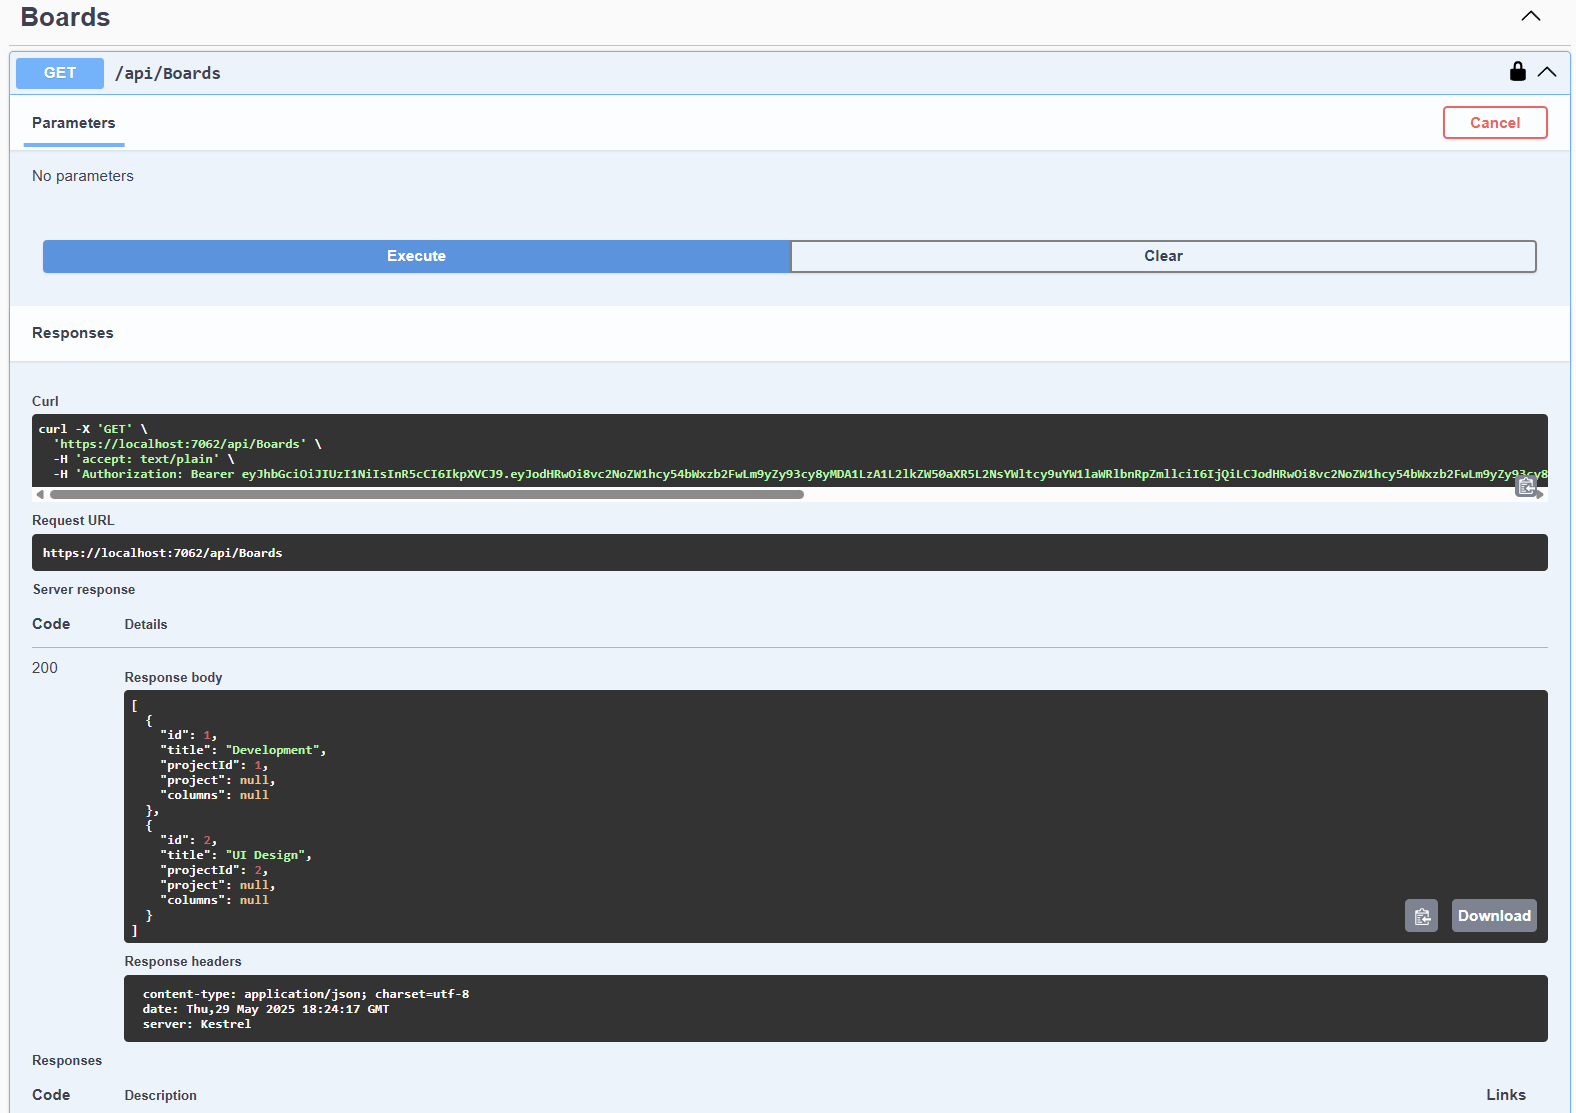 Boards
GET /api/Boards
Parameters
Cancel
No parameters
Execute
Clear
Responses
Curl
curl -X 'GET' \
'https://localhost:7062/api/Boards' \
-H 'accept: text/plain' \
-H 'Authorization: Bearer eyJhbGciOiJIUzI1NiIsInR5cCI6IkpXVCJ9.eyJodHRwOi8vc2NoZW1hcy54bWxzb2FwLm9yZy93cy8yMDA1LzA1L2lkZW50aXR5L2NsYWltcy9uYW1laWRlbnRpZmllciI6IjQiLCJodHRwOi8vc2NoZW1hcy54bWxzb2FwLm9yZy93cy8
Request URL
https://localhost:7062/api/Boards
Server response
Code Details
200
Response body
[
{
"id": 1,
"title": "Development",
"projectId": 1,
"project": null,
"columns": null
},
{
"id": 2,
"title": "UI Design",
"projectId": 2,
"project": null,
"columns": null
}
]
Download
Response headers
content-type: application/json; charset=utf-8
date: Thu,29 May 2025 18:24:17 GMT
server: Kestrel
Responses
Code Description Links